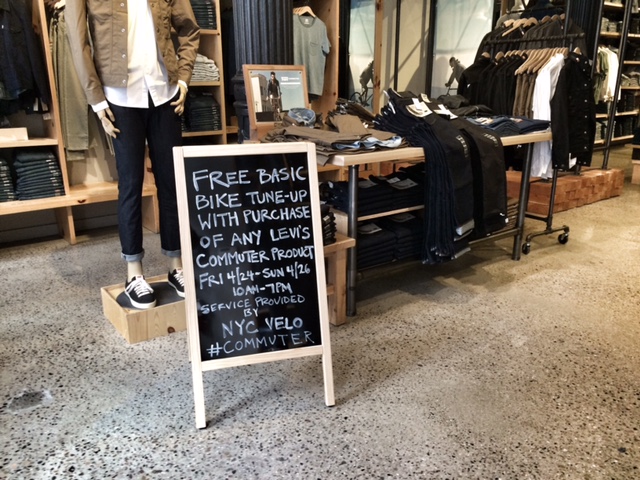 FREE BASIC
BIKE TUNE-UP
WITH PURCHASE
OF ANY LEVI'S
COMMUTER PRODUCT
FRI 4/24-SUN 4/26
10AM-7PM
SERVICE PROVIDED
BY
NYC VELO
#COMMUTER